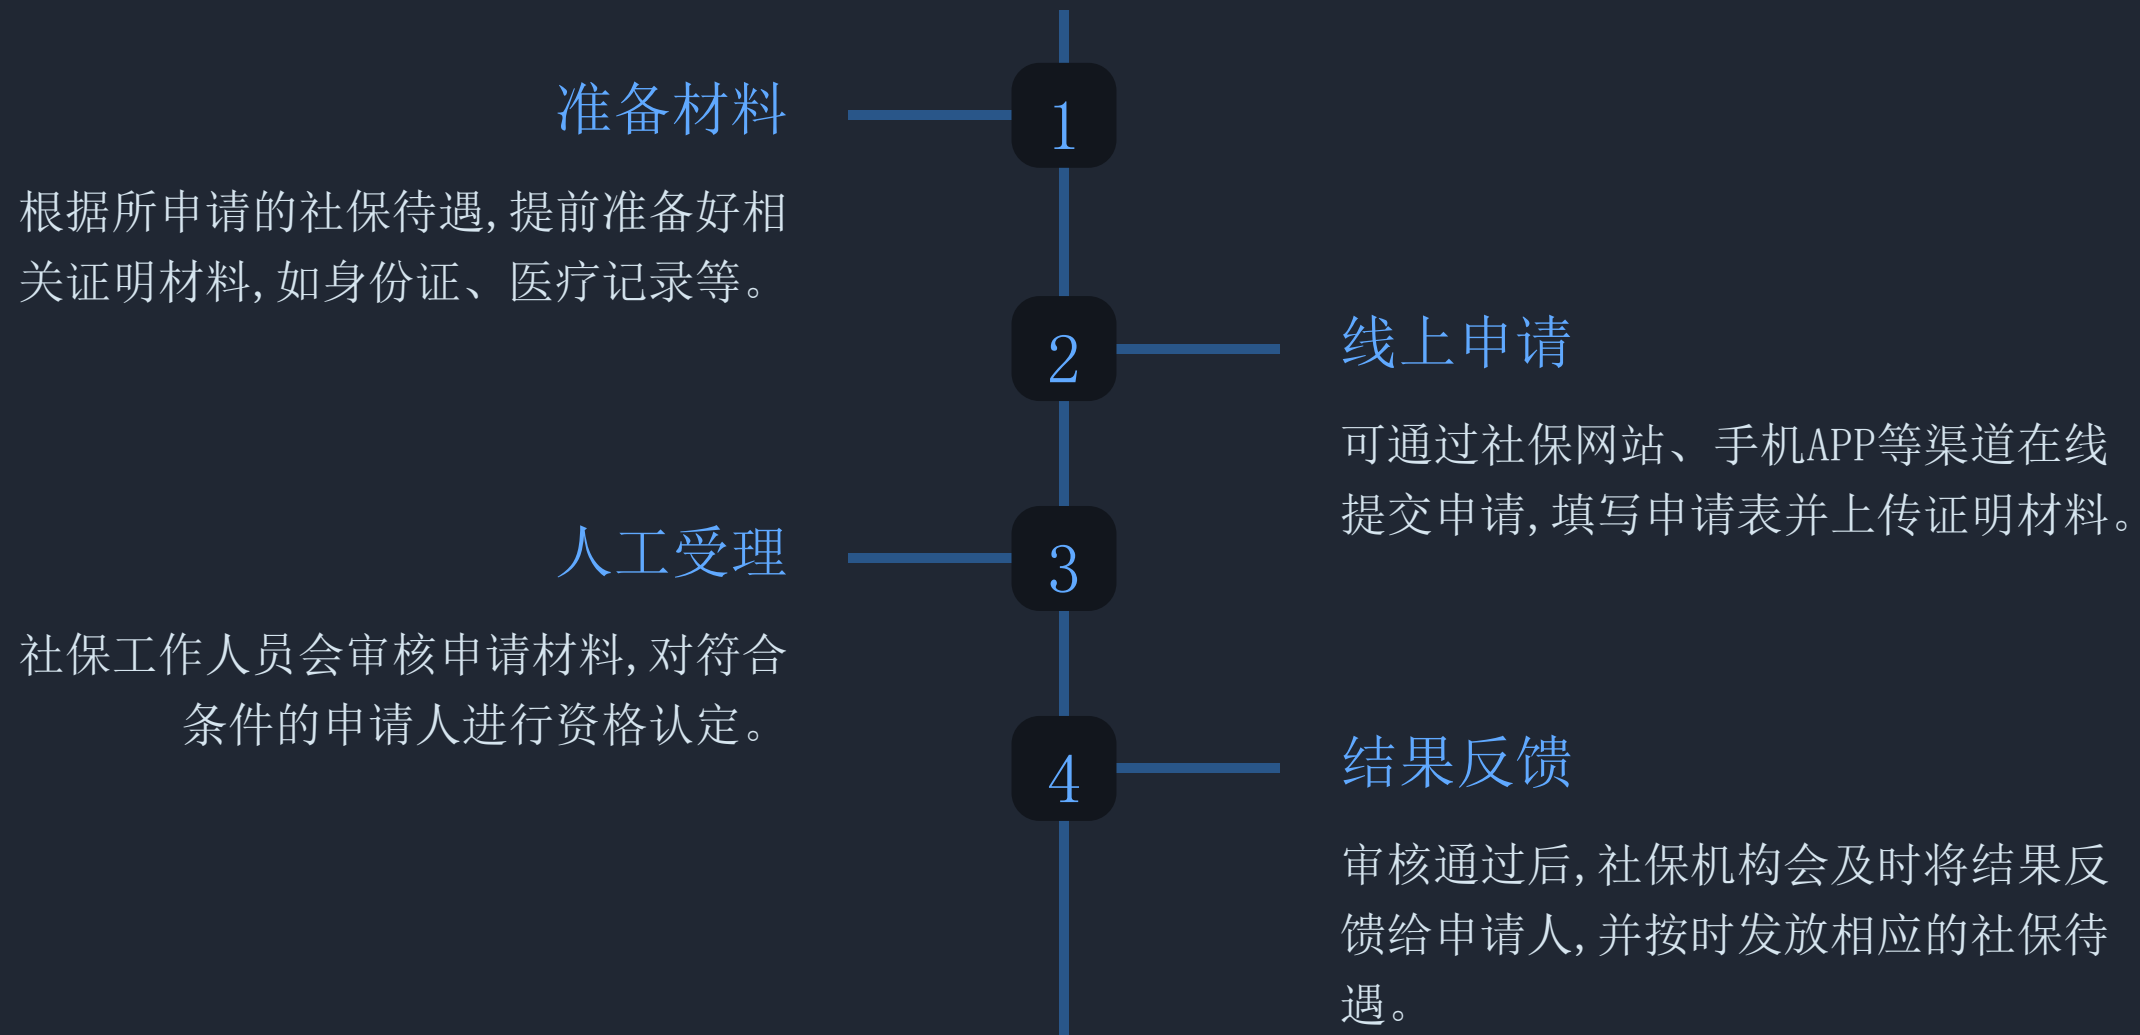 1
准备材料
根据所申请的社保待遇,提前准备好相
关证明材料,如身份证、医疗记录等。
2
线上申请
可通过社保网站、手机APP等渠道在线
提交申请,填写申请表并上传证明材料。
3
人工受理
社保工作人员会审核申请材料,对符合
条件的申请人进行资格认定。
4
结果反馈
审核通过后,社保机构会及时将结果反
馈给申请人,并按时发放相应的社保待
遇。